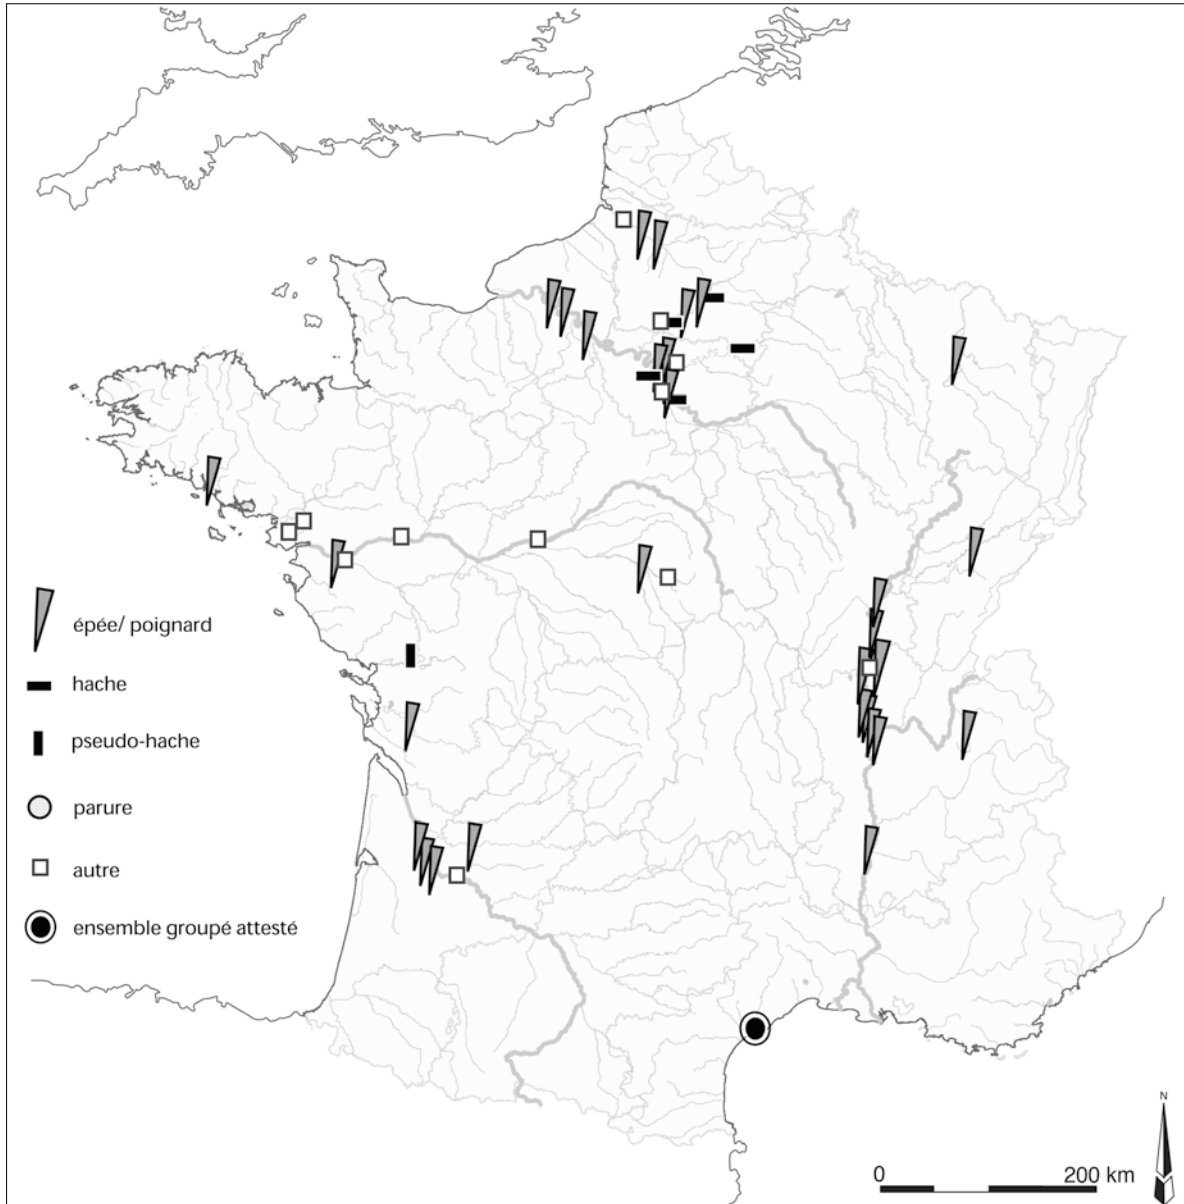 épée/ poignard
hache
pseudo-hache
parure
autre
ensemble groupé attesté
N
0 200 km